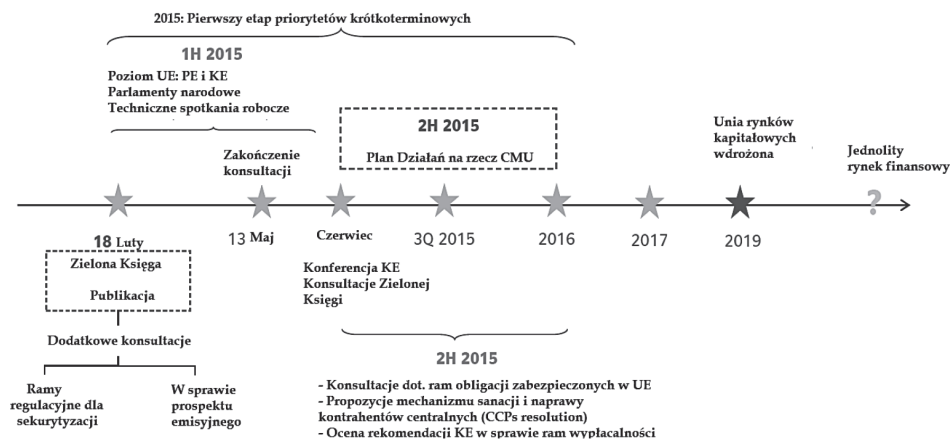 2015: Pierwszy etap priorytetów krótkoterminowych
1H 2015
Poziom UE: PE i KE
Parlamenty narodowe
Techniczne spotkania robocze
2H 2015
Plan Działań na rzecz CMU
Zakończenie
konsultacji
Unia rynków
kapitałowych
wdrożona
Jednolity
rynek finansowy
?
18 Luty
13 Maj
Czerwiec
3Q 2015
2016
2017
2019
Zielona Księga
Publikacja
Konferencja KE
Konsultacje Zielonej
Księgi
Dodatkowe konsultacje
Ramy
regulacyjne dla
sekurytyzacji
W sprawie
prospektu
emisyjnego
2H 2015
- Konsultacje dot. ram obligacji zabezpieczonych w UE
- Propozycje mechanizmu sanacji i naprawy
kontrahentów centralnych (CCPs resolution)
- Ocena rekomendacji KE w sprawie ram wypłacalności